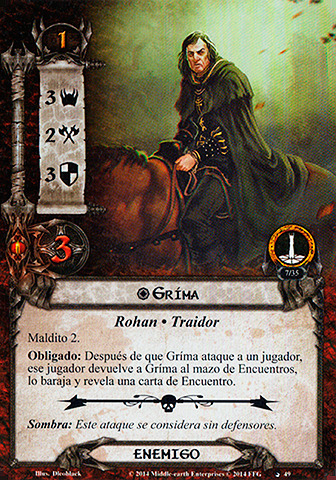 1
3
2
3
3
7/35
Gríma
Rohan • Traidor
Maldito 2.
Obligado: Después de que Gríma ataque a un jugador,
ese jugador devuelve a Gríma al mazo de Encuentros,
lo baraja y revela una carta de Encuentro.
Sombra: Este ataque se considera sin defensores.
ENEMIGO
Illus. Dleoblack © 2014 Middle-earth Enterprises © 2014 FFG 49